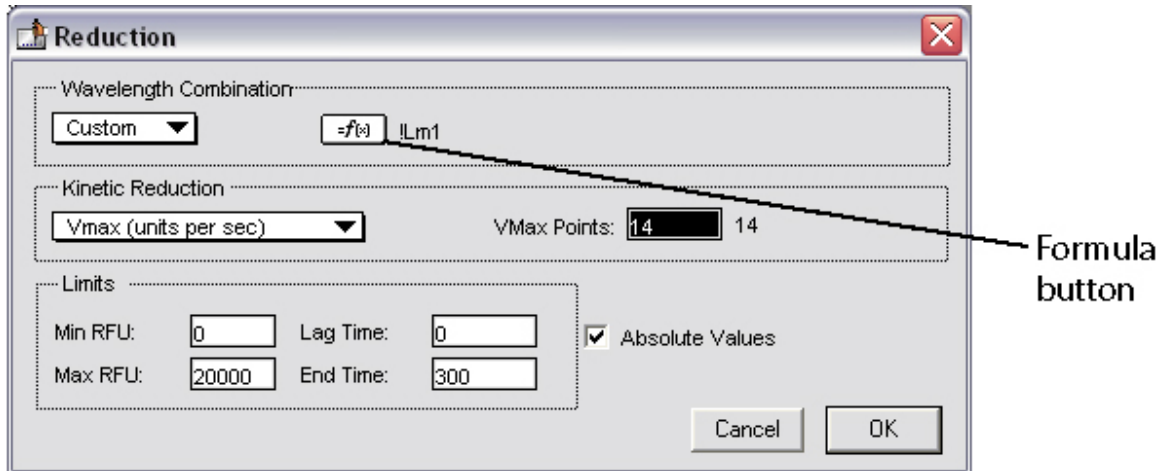 Reduction
Wavelength Combination
Custom =f(x) !Lm1
Kinetic Reduction
Vmax (units per sec) VMax Points: 14 14
Formula
button
Limits
Min RFU: 0 Lag Time: 0
Absolute Values
Max RFU: 20000 End Time: 300
Cancel OK